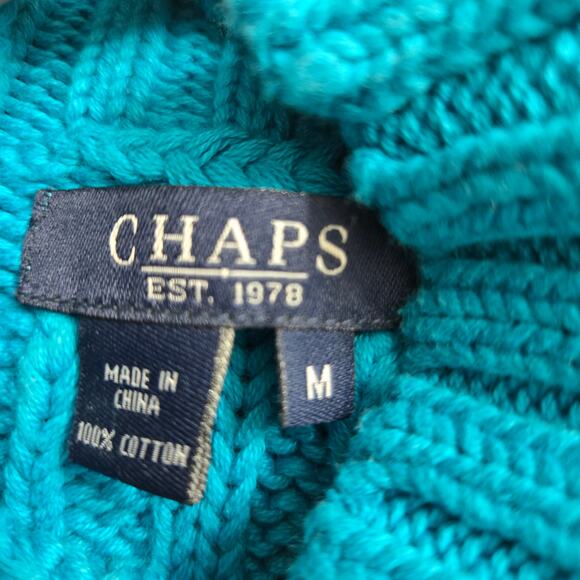 CHAPS
EST. 1978
MADE IN
CHINA
100% COTTON
M